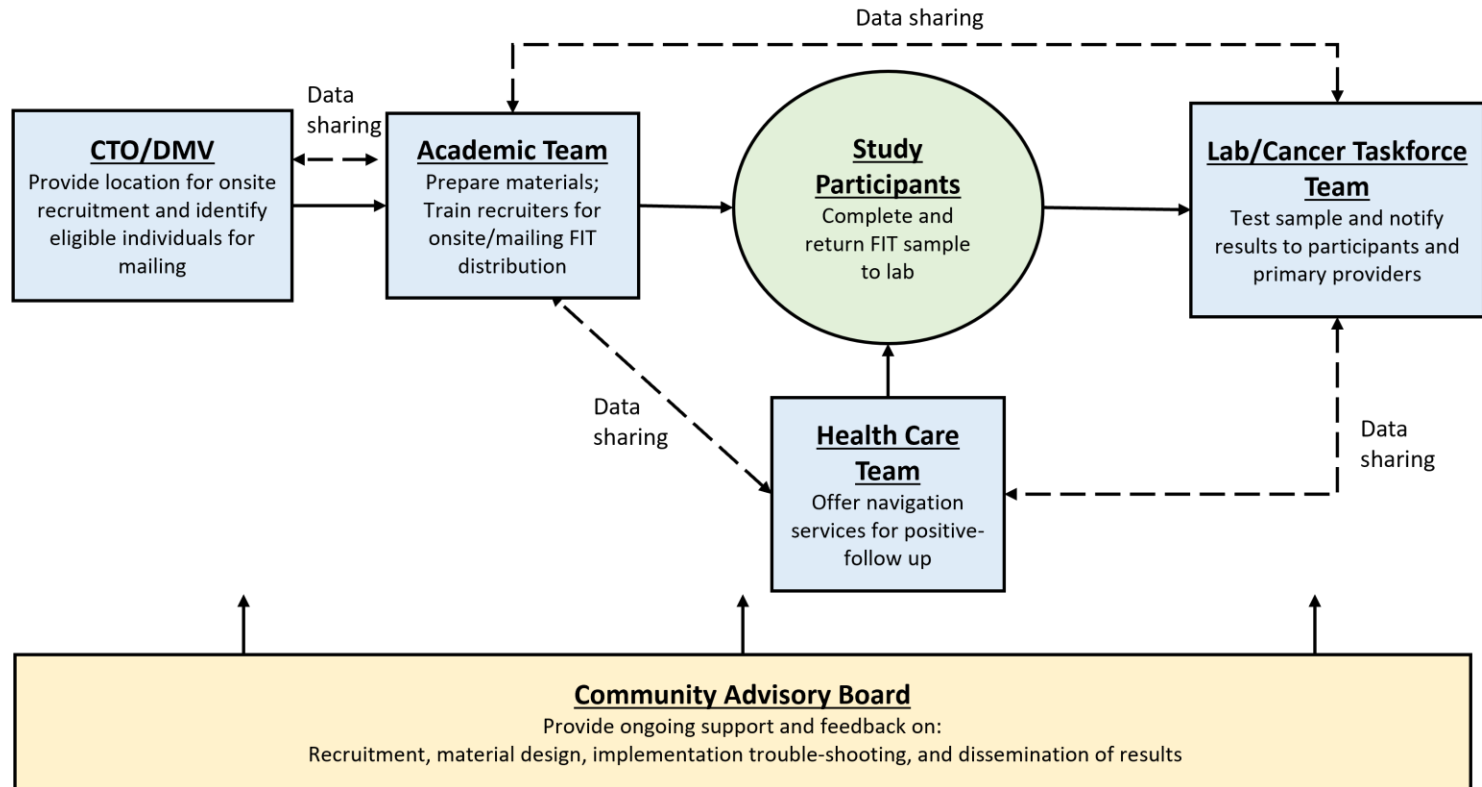 Data sharing
Data
sharing
CTO/DMV
Provide location for onsite
recruitment and identify
eligible individuals for
mailing
Academic Team
Prepare materials;
Train recruiters for
onsite/mailing FIT
distribution
Study
Participants
Complete and
return FIT sample
to lab
Lab/Cancer Taskforce
Team
Test sample and notify
results to participants and
primary providers
Data
sharing
Health Care
Team
Offer navigation
services for positive-
follow up
Data
sharing
Community Advisory Board
Provide ongoing support and feedback on:
Recruitment, material design, implementation trouble-shooting, and dissemination of results